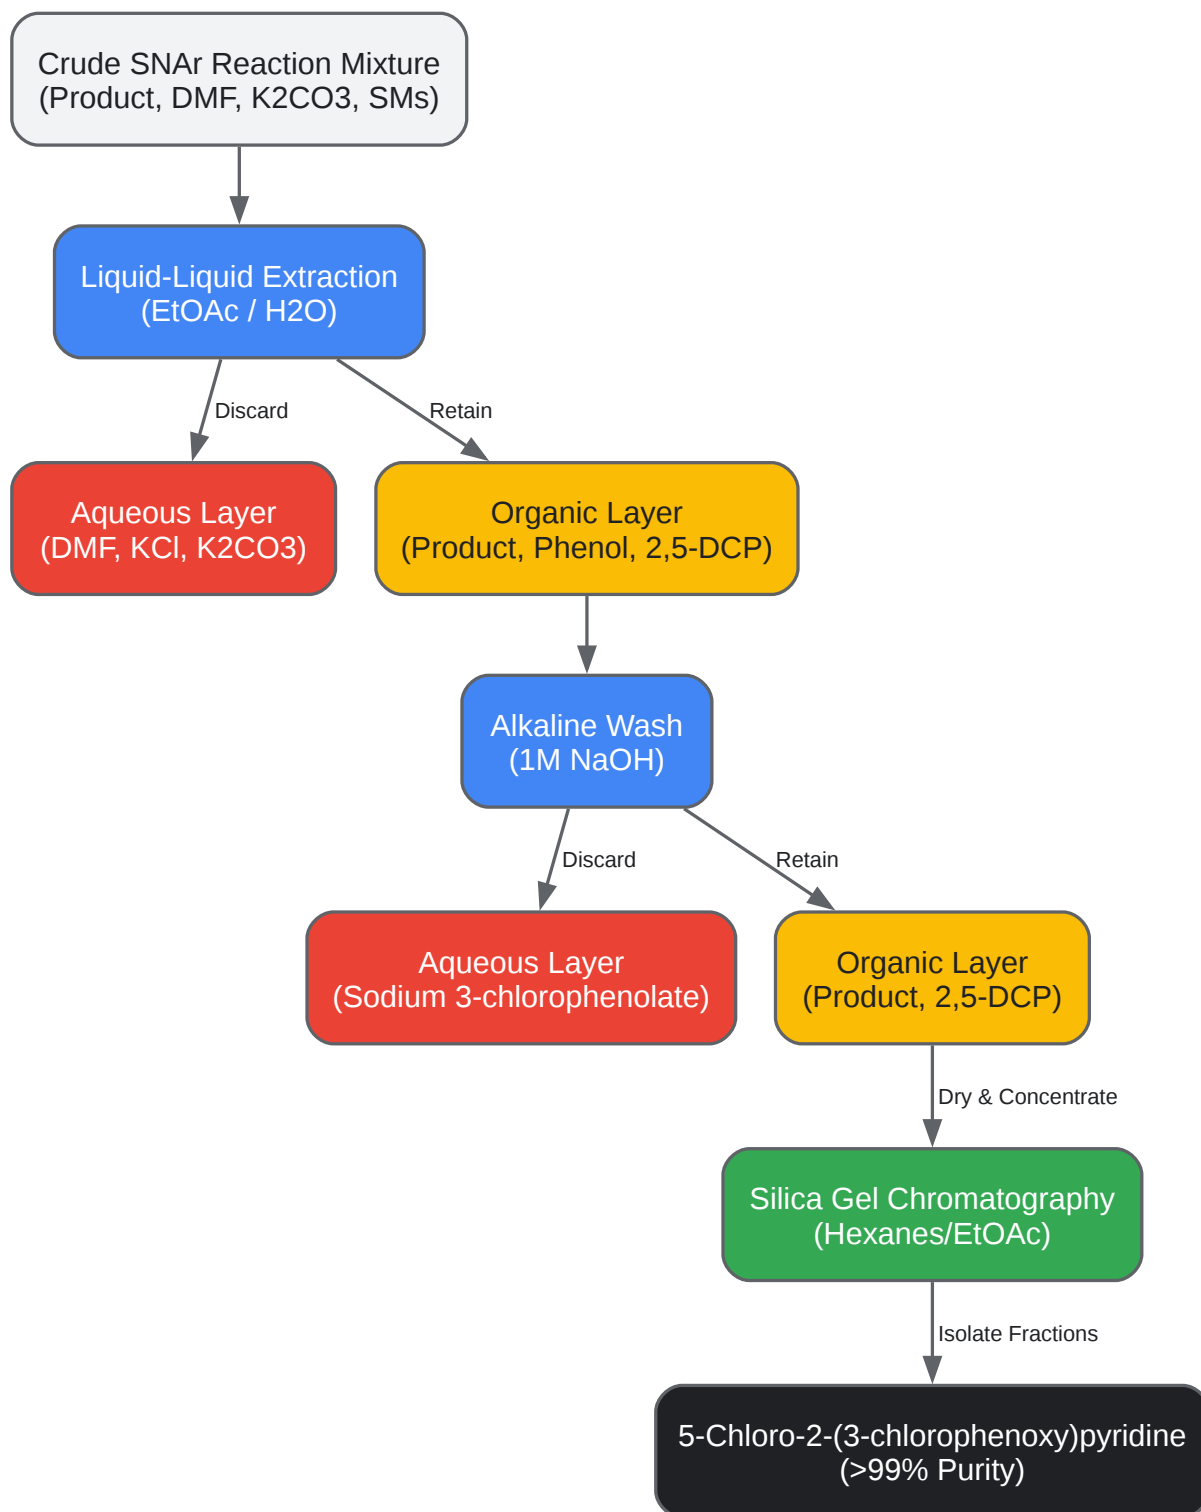 Crude SNAr Reaction Mixture
(Product, DMF, K2CO3, SMs)
Liquid-Liquid Extraction
(EtOAc / H2O)
Discard
Retain
Aqueous Layer
(DMF, KCl, K2CO3)
Organic Layer
(Product, Phenol, 2,5-DCP)
Alkaline Wash
(1M NaOH)
Discard
Retain
Aqueous Layer
(Sodium 3-chlorophenolate)
Organic Layer
(Product, 2,5-DCP)
Dry & Concentrate
Silica Gel Chromatography
(Hexanes/EtOAc)
Isolate Fractions
5-Chloro-2-(3-chlorophenoxy)pyridine
(>99% Purity)